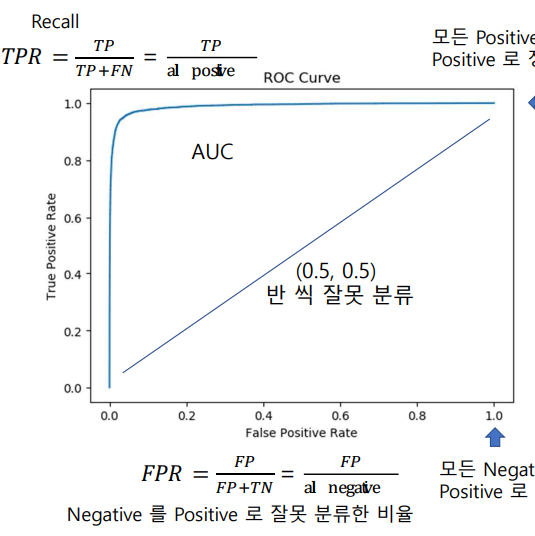 Recall
TPR = TP / TP+FN = TP / al postive
모든 Positive
Positive 로
ROC Curve
1.0
0.8
0.6
0.4
0.2
0.0
True Positive Rate
AUC
(0.5, 0.5)
반 씩 잘못 분류
0.0 0.2 0.4 0.6 0.8 1.0
False Positive Rate
FPR = FP / FP+TN = FP / al negative
모든 Negat
Positive 로
Negative 를 Positive 로 잘못 분류한 비율